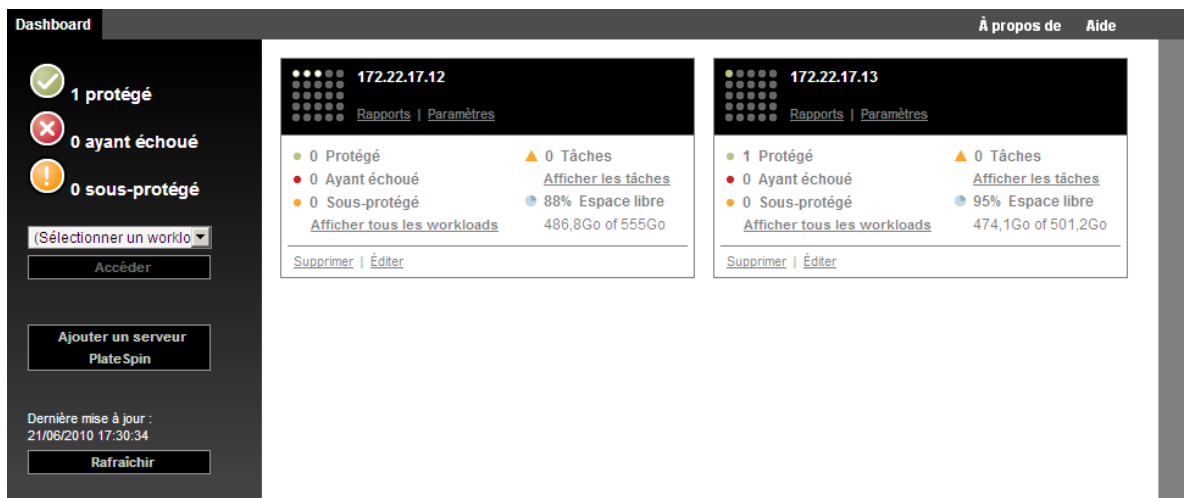 Dashboard
À propos de Aide
1 protégé
0 ayant échoué
0 sous-protégé
(Sélectionner un worklo
Accéder
Ajouter un serveur
PlateSpin
Dernière mise à jour :
21/06/2010 17:30:34
Rafraîchir
172.22.17.12
Rapports | Paramètres
0 Protégé
0 Ayant échoué
0 Sous-protégé
Afficher tous les workloads
0 Tâches
Afficher les tâches
88% Espace libre
486,8Go of 555Go
Supprimer | Éditer
172.22.17.13
Rapports | Paramètres
1 Protégé
0 Ayant échoué
0 Sous-protégé
Afficher tous les workloads
0 Tâches
Afficher les tâches
95% Espace libre
474,1Go of 501,2Go
Supprimer | Éditer